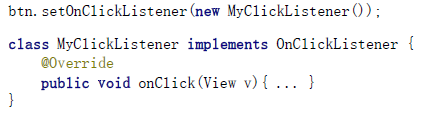 btn.setOnClickListener(new MyClickListener());
class MyClickListener implements OnClickListener {
    @Override
    public void onClick(View v){ ... }
}